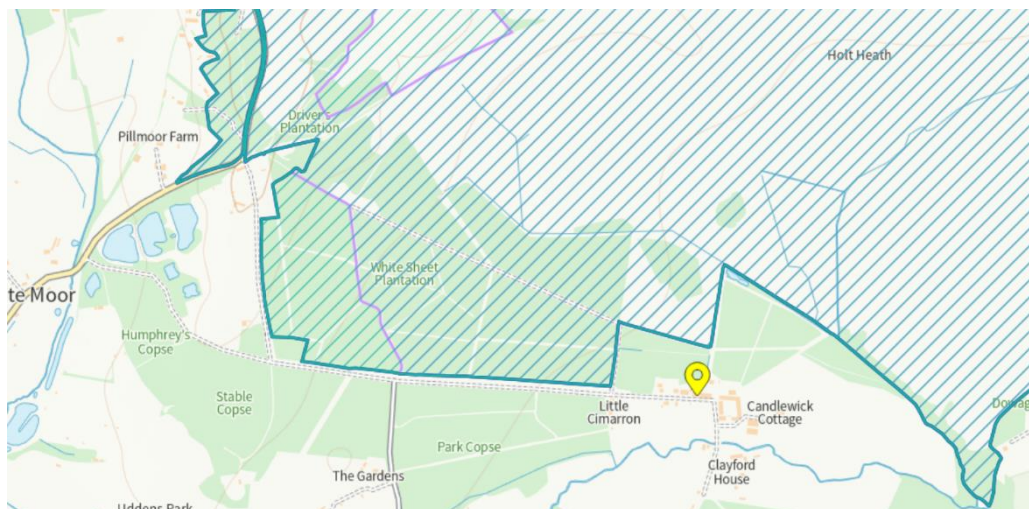 Holt Heath
Driver
Plantation
Pillmoor Farm
White Sheet
Plantation
te Moor
Humphrey's
Copse
Stable
Copse
Little
Cimarron
Candlewick
Cottage
Park Copse
Clayford
House
The Gardens